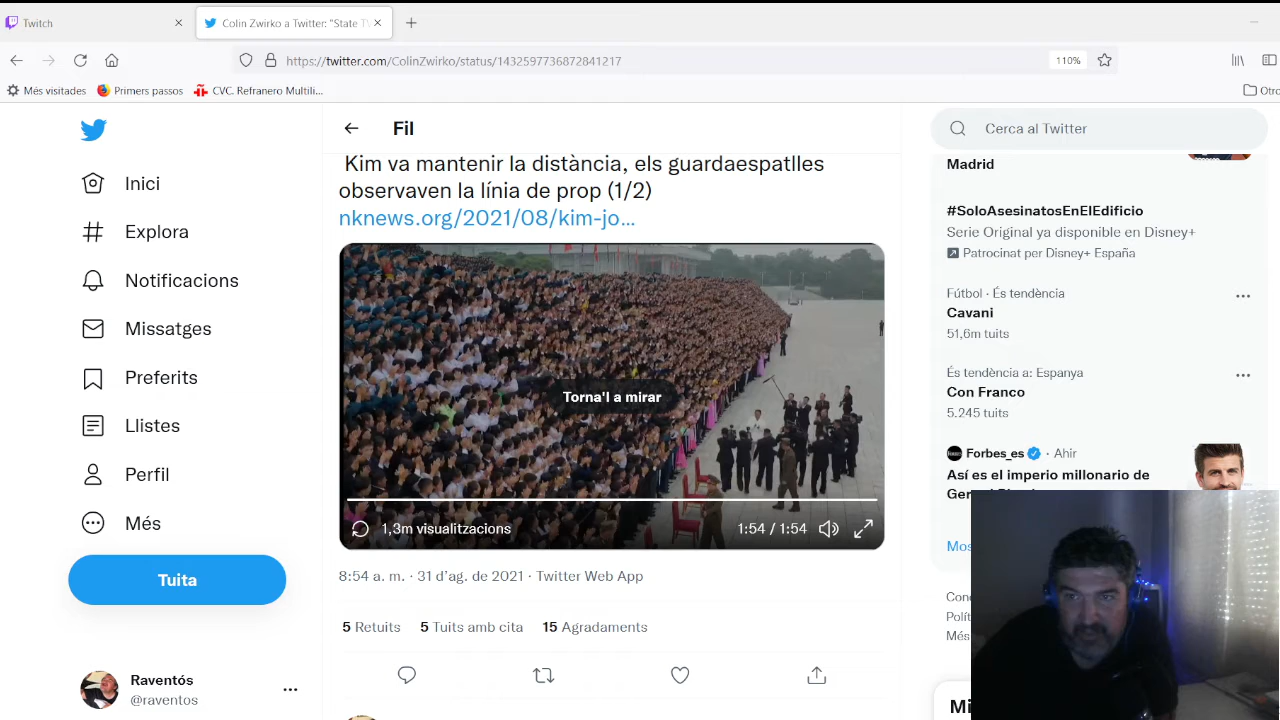 Twitch
Colin Zwirko a Twitter: "State TV
https://twitter.com/ColinZwirko/status/1432597736872841217
110%
Més visitades
Primers passos
CVC. Refranero Multili...
Fil
Cerca al Twitter
Inici
Explora
Notificacions
Missatges
Preferits
Llistes
Perfil
Més
Tuita
Raventós
@raventos
Kim va mantenir la distància, els guardaespatlles
observaven la línia de prop (1/2)
nknews.org/2021/08/kim-jo...
Torna'l a mirar
1,3m visualitzacions
1:54 / 1:54
8:54 a. m. · 31 d’ag. de 2021 · Twitter Web App
5 Retuits 5 Tuits amb cita 15 Agradaments
Madrid
#SoloAsesinatosEnElEdificio
Serie Original ya disponible en Disney+
Patrocinat per Disney+ España
Fútbol · És tendència
Cavani
51,6m tuits
És tendència a: Espanya
Con Franco
5.245 tuits
Forbes_es · Ahir
Así es el imperio millonario de